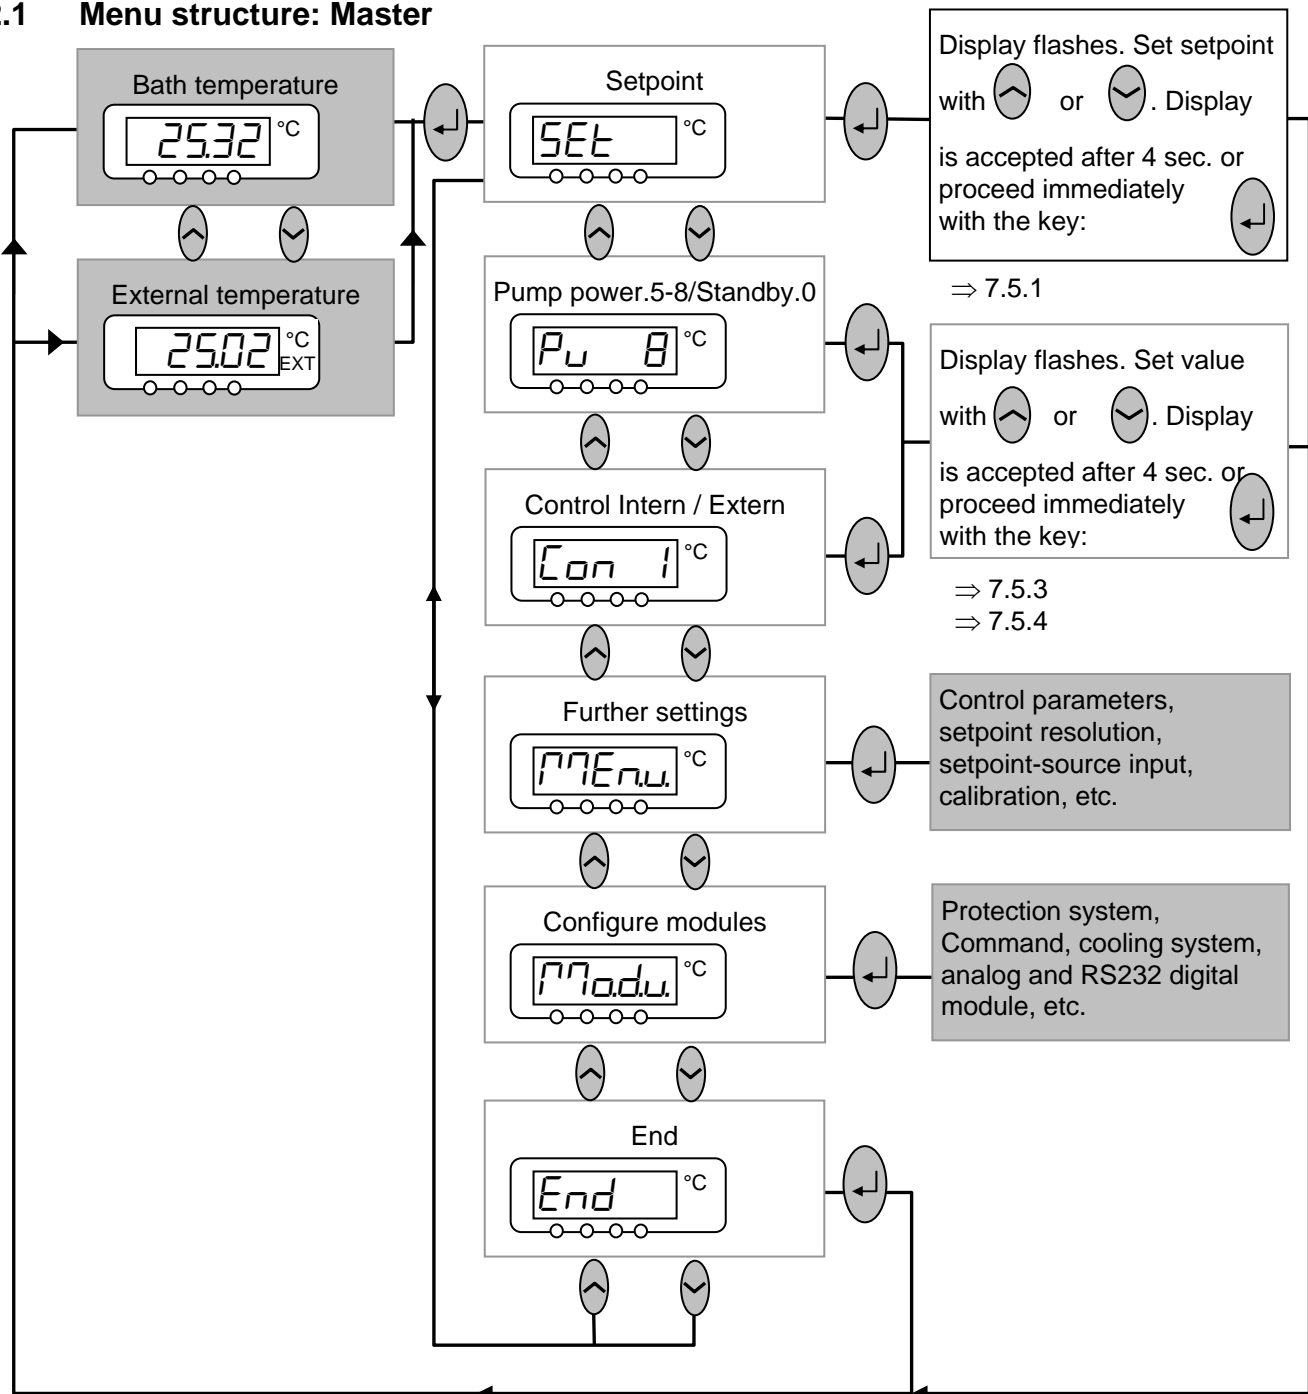 2.1 Menu structure: Master
Bath temperature
25.32 °C
External temperature
25.02 °C
EXT
Setpoint
SEt °C
Pump power.5-8/Standby.0
Pu 8 °C
Control Intern / Extern
Con 1 °C
Further settings
MEnu. °C
Configure modules
Modu. °C
End
End °C
Display flashes. Set setpoint
with or . Display
is accepted after 4 sec. or
proceed immediately
with the key:
⇒ 7.5.1
Display flashes. Set value
with or . Display
is accepted after 4 sec. or
proceed immediately
with the key:
⇒ 7.5.3
⇒ 7.5.4
Control parameters,
setpoint resolution,
setpoint-source input,
calibration, etc.
Protection system,
Command, cooling system,
analog and RS232 digital
module, etc.